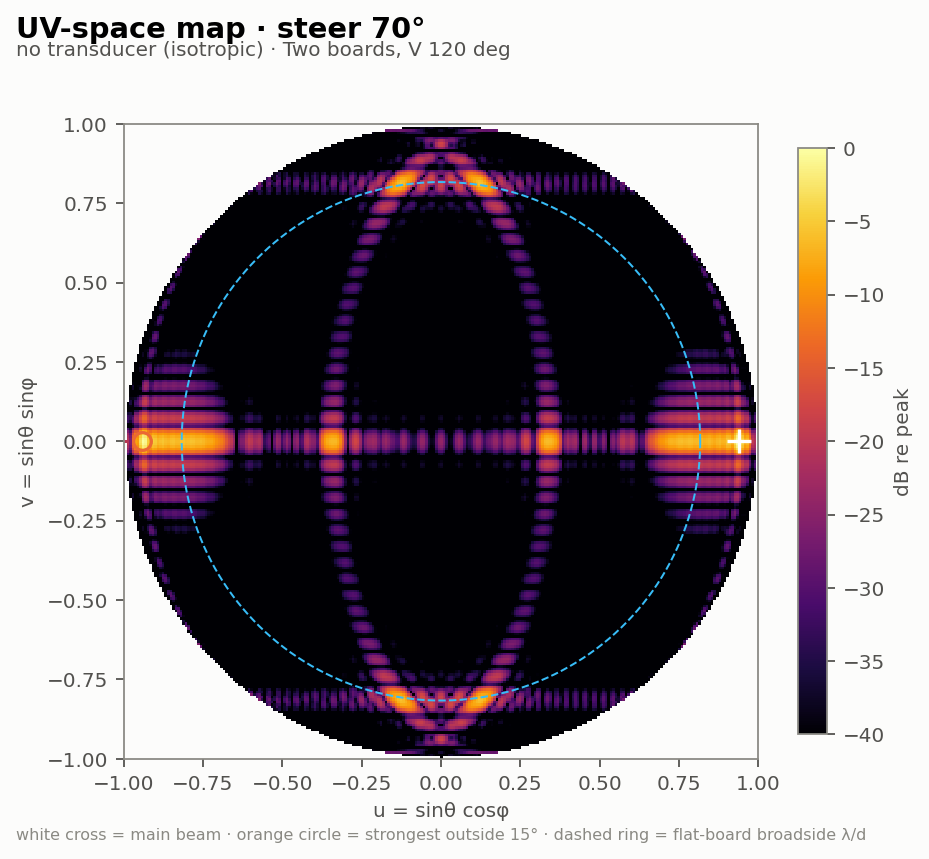 UV-space map · steer 70°
no transducer (isotropic) · Two boards, V 120 deg
1.00
0.75
0.50
0.25
0.00
−0.25
−0.50
−0.75
−1.00
v = sinθ sinφ
−1.00 −0.75 −0.50 −0.25 0.00 0.25 0.50 0.75 1.00
u = sinθ cosφ
0
−5
−10
−15
−20
−25
−30
−35
−40
dB re peak
white cross = main beam · orange circle = strongest outside 15° · dashed ring = flat-board broadside λ/d